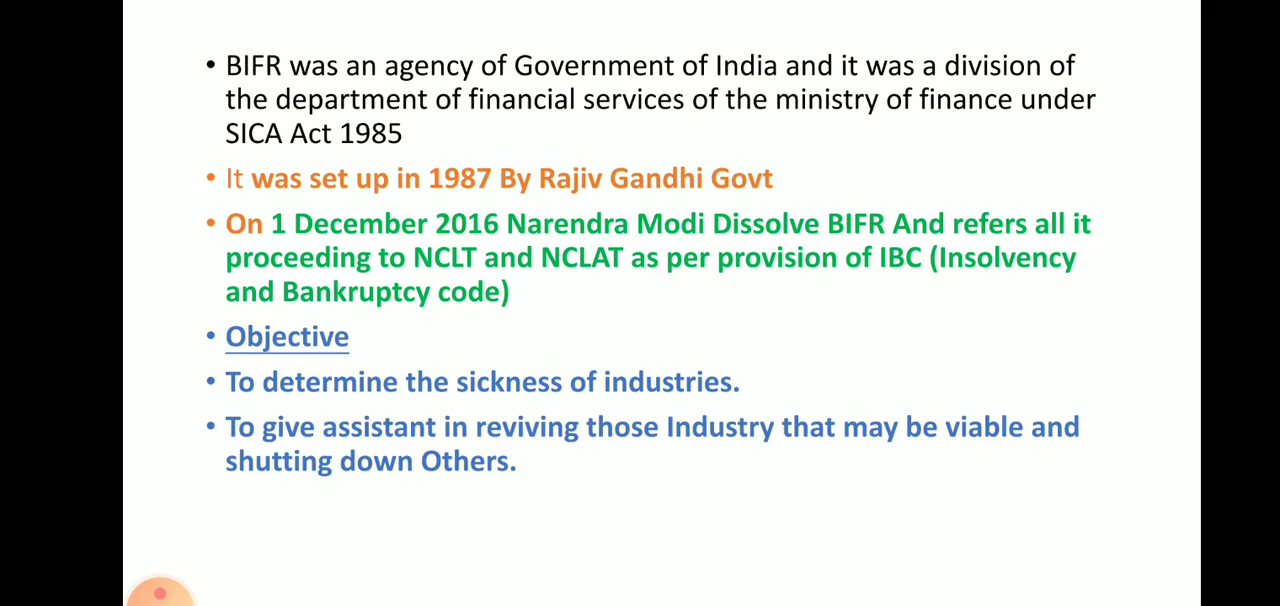 • BIFR was an agency of Government of India and it was a division of
the department of financial services of the ministry of finance under
SICA Act 1985
• It was set up in 1987 By Rajiv Gandhi Govt
• On 1 December 2016 Narendra Modi Dissolve BIFR And refers all it
proceeding to NCLT and NCLAT as per provision of IBC (Insolvency
and Bankruptcy code)
• Objective
• To determine the sickness of industries.
• To give assistant in reviving those Industry that may be viable and
shutting down Others.